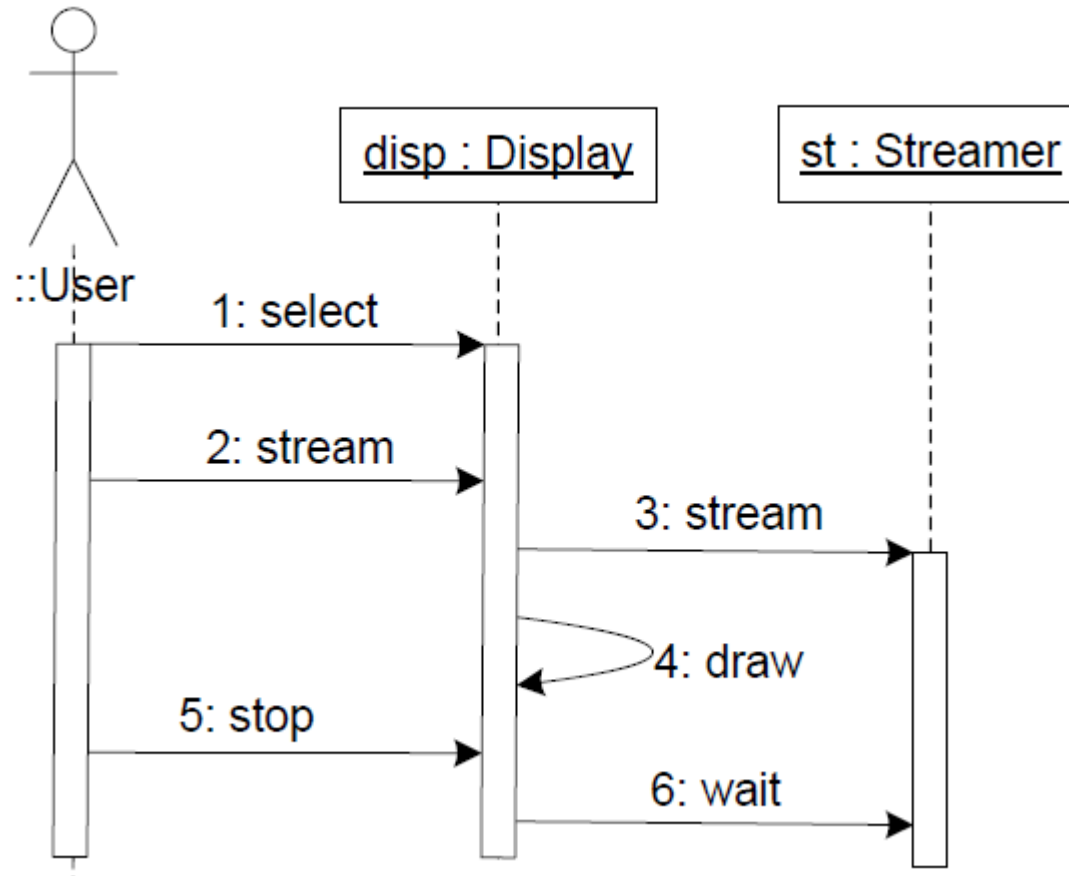 disp : Display
st : Streamer
::User
1: select
2: stream
3: stream
4: draw
5: stop
6: wait